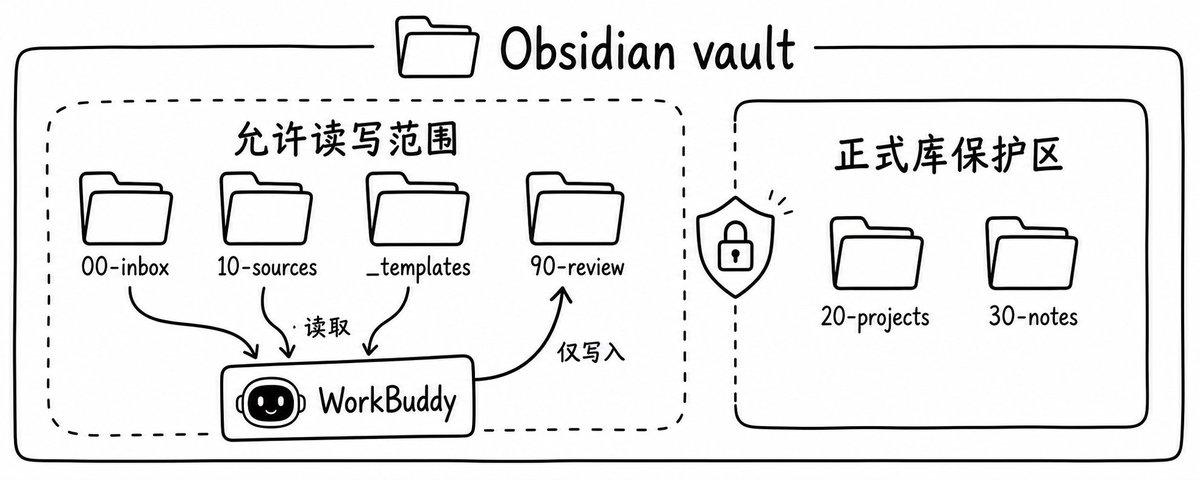 Obsidian vault
允许读写范围
正式库保护区
00-inbox
10-sources
_templates
90-review
20-projects
30-notes
读取
仅写入
WorkBuddy